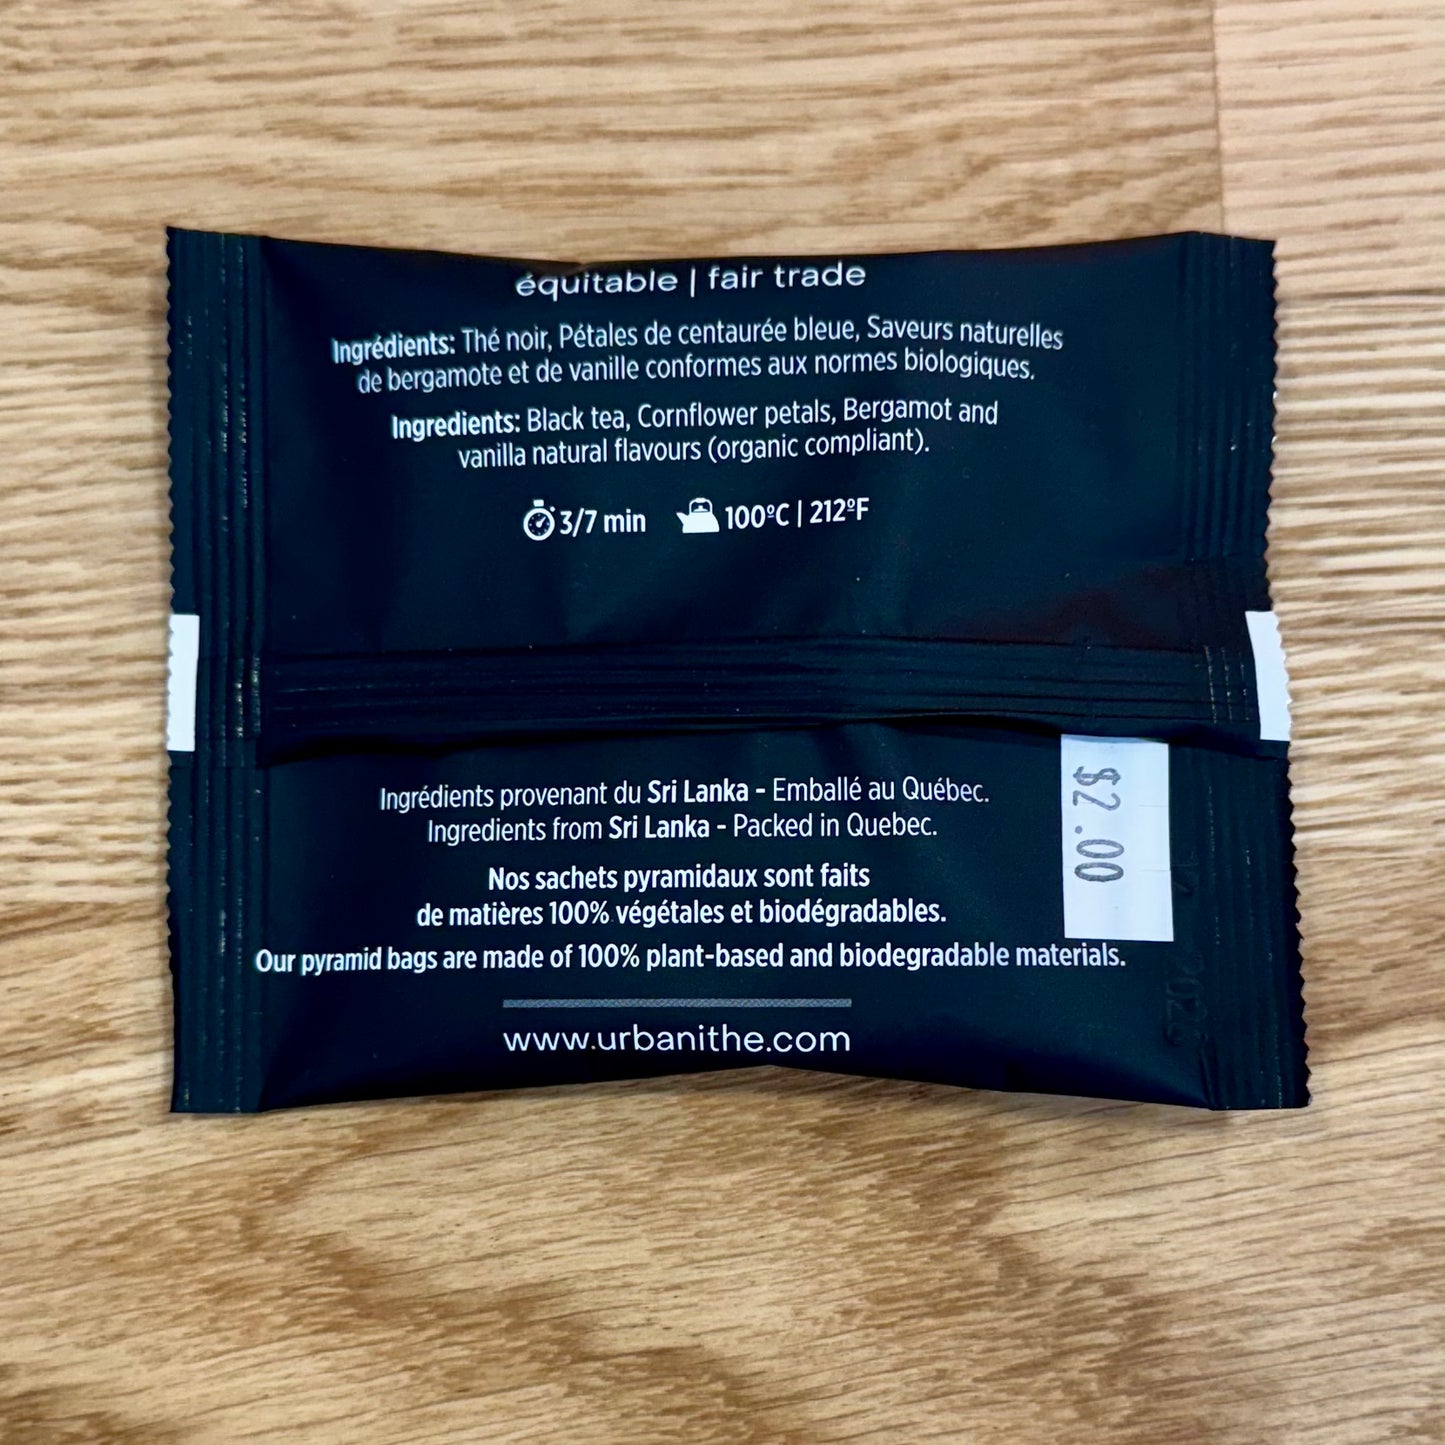 équitable | fair trade
Ingrédients: Thé noir, Pétales de centaurée bleue, Saveurs naturelles
de bergamote et de vanille conformes aux normes biologiques.
Ingredients: Black tea, Cornflower petals, Bergamot and
vanilla natural flavours (organic compliant).
3/7 min 100ºC | 212ºF
Ingrédients provenant du Sri Lanka - Emballé au Québec.
Ingredients from Sri Lanka - Packed in Quebec.
Nos sachets pyramidaux sont faits
de matières 100% végétales et biodégradables.
Our pyramid bags are made of 100% plant-based and biodegradable materials.
www.urbanithe.com
$2.00